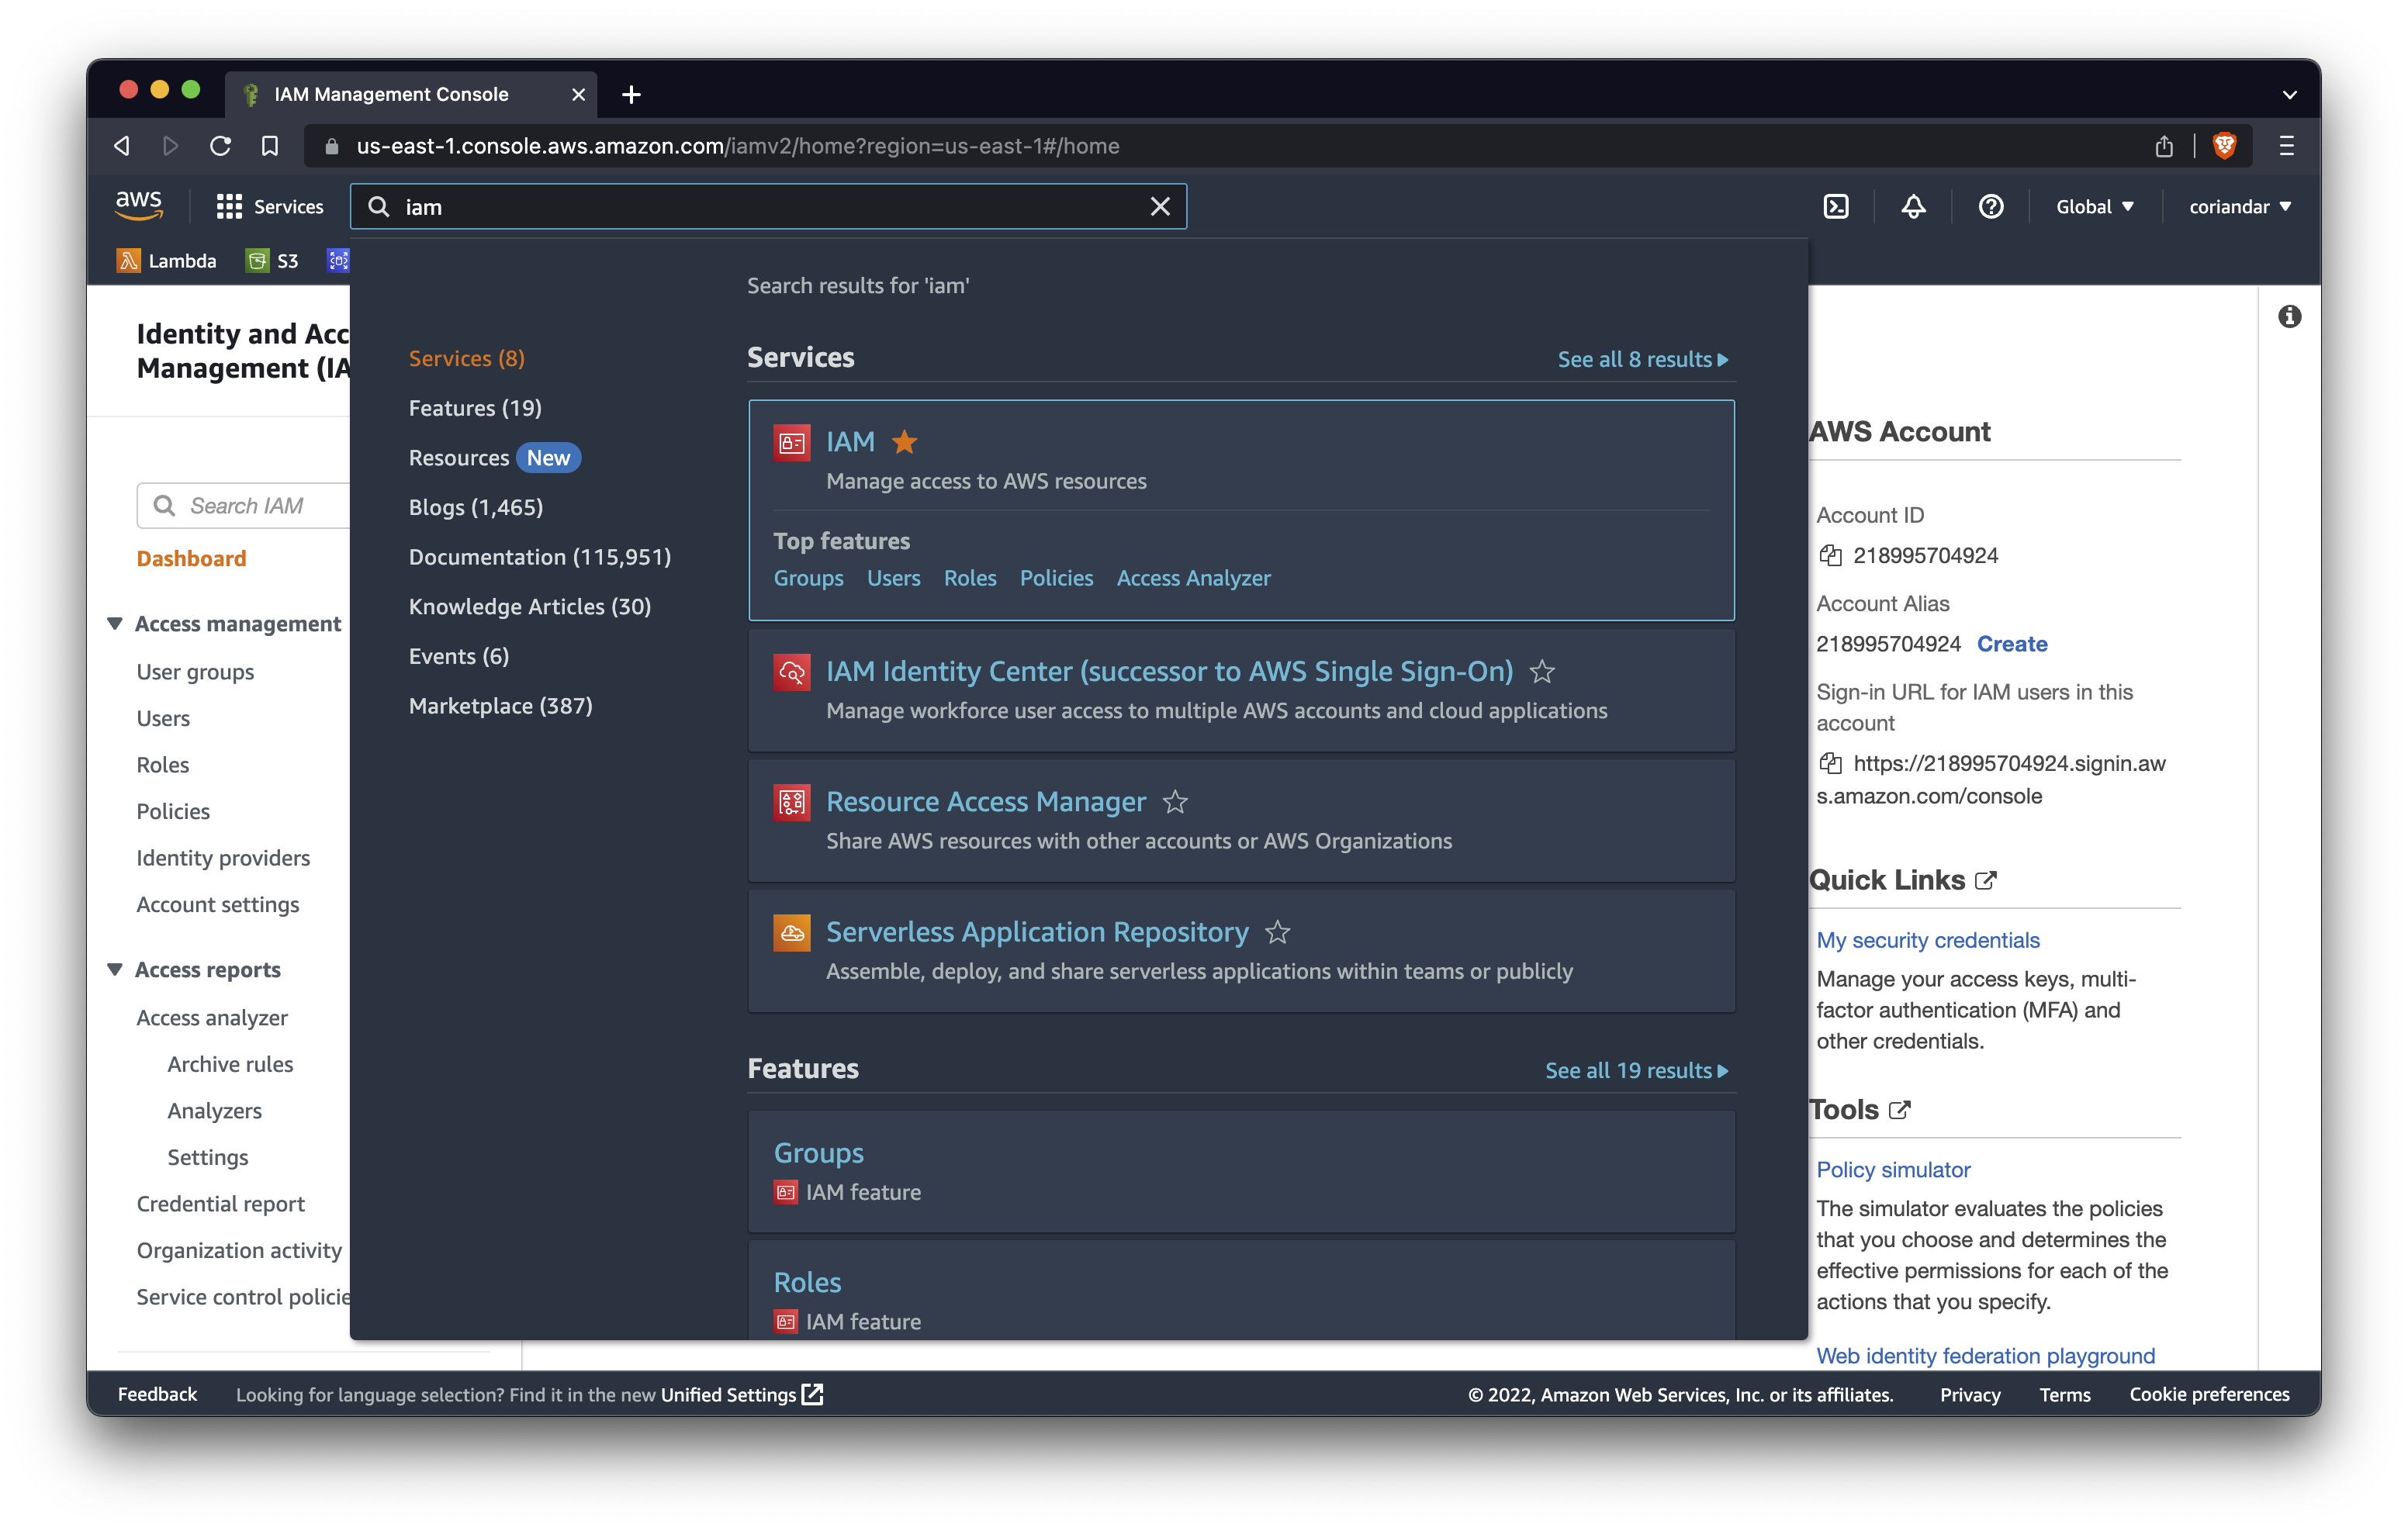 IAM Management Console
us-east-1.console.aws.amazon.com/iamv2/home?region=us-east-1#/home
aws
Services
iam
Global
coriandar
Lambda
S3
Identity and Acc
Management (IA
Search IAM
Dashboard
Access management
User groups
Users
Roles
Policies
Identity providers
Account settings
Access reports
Access analyzer
Archive rules
Analyzers
Settings
Credential report
Organization activity
Service control policie
Search results for 'iam'
Services (8)
Features (19)
Resources New
Blogs (1,465)
Documentation (115,951)
Knowledge Articles (30)
Events (6)
Marketplace (387)
Services
See all 8 results
IAM
Manage access to AWS resources
Top features
Groups Users Roles Policies Access Analyzer
IAM Identity Center (successor to AWS Single Sign-On)
Manage workforce user access to multiple AWS accounts and cloud applications
Resource Access Manager
Share AWS resources with other accounts or AWS Organizations
Serverless Application Repository
Assemble, deploy, and share serverless applications within teams or publicly
Features
See all 19 results
Groups
IAM feature
Roles
IAM feature
AWS Account
Account ID
218995704924
Account Alias
218995704924 Create
Sign-in URL for IAM users in this
account
https://218995704924.signin.aw
s.amazon.com/console
Quick Links
My security credentials
Manage your access keys, multi-
factor authentication (MFA) and
other credentials.
Tools
Policy simulator
The simulator evaluates the policies
that you choose and determines the
effective permissions for each of the
actions that you specify.
Web identity federation playground
Feedback
Looking for language selection? Find it in the new Unified Settings
© 2022, Amazon Web Services, Inc. or its affiliates.
Privacy
Terms
Cookie preferences